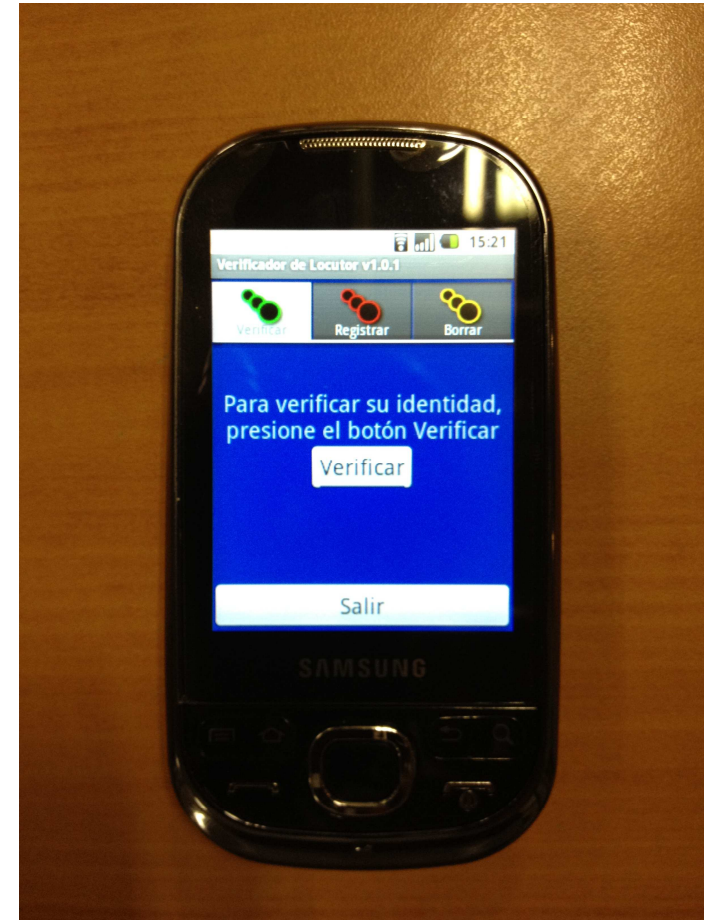 15:21
Verificador de Locutor v1.0.1
Verificar Registrar Borrar
Para verificar su identidad,
presione el botón Verificar
Verificar
Salir
SAMSUNG